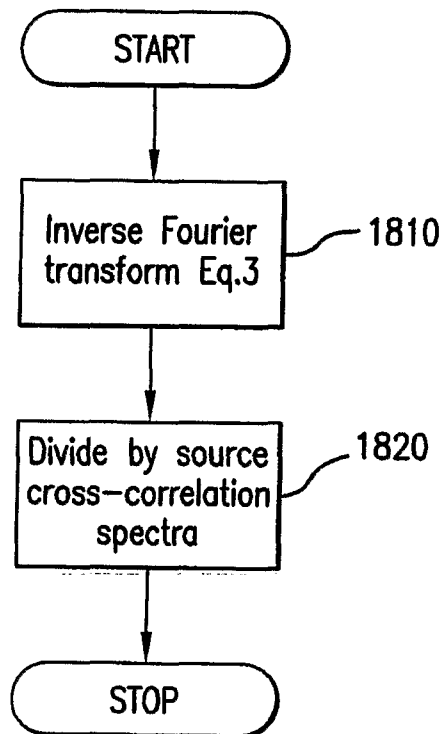 START
Inverse Fourier
transform Eq.3
1810
Divide by source
cross-correlation
spectra
1820
STOP